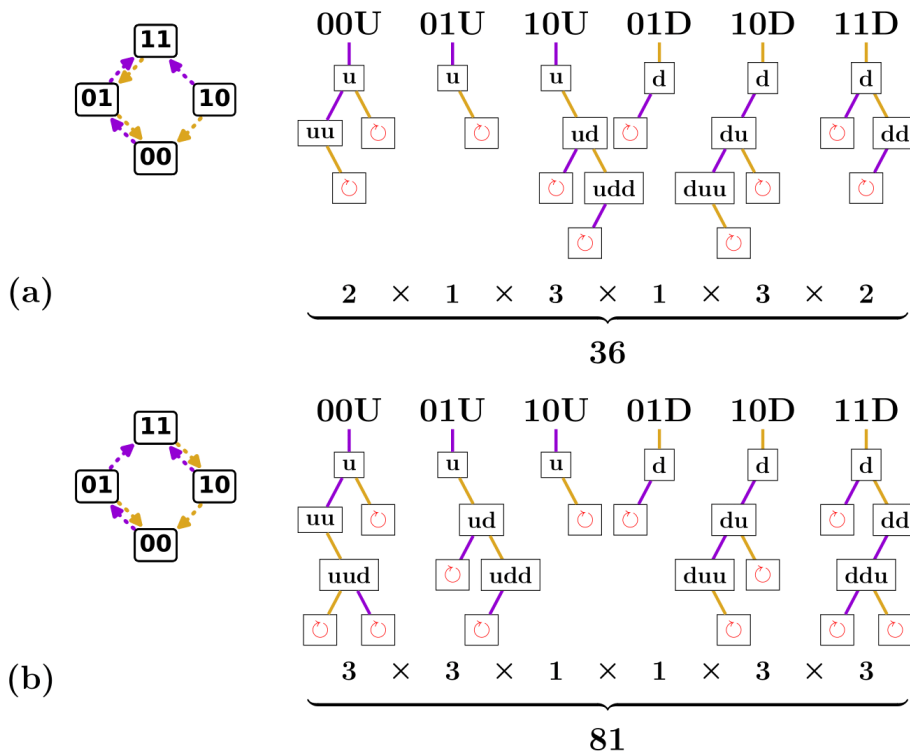 11
01 10
00
00U 01U 10U 01D 10D 11D
u u u d d d
uu ud du dd
udd duu
(a)
2 × 1 × 3 × 1 × 3 × 2
36
11
01 10
00
00U 01U 10U 01D 10D 11D
u u u d d d
uu ud du dd
uud udd duu ddu
(b)
3 × 3 × 1 × 1 × 3 × 3
81